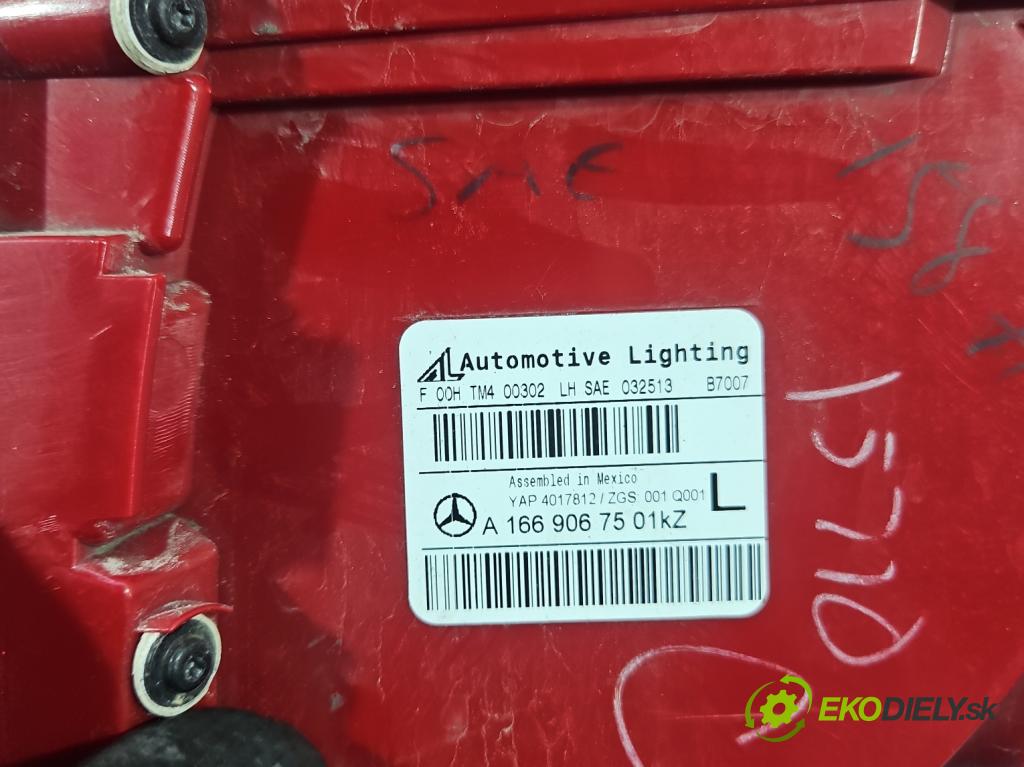 SAE
AL Automotive Lighting
F 00H TM4 00302 LH SAE 032513 B7007
Assembled in Mexico
YAP 4017812 / ZGS: 001 Q001
L
A 166 906 75 01kZ
EKODIELY.sk